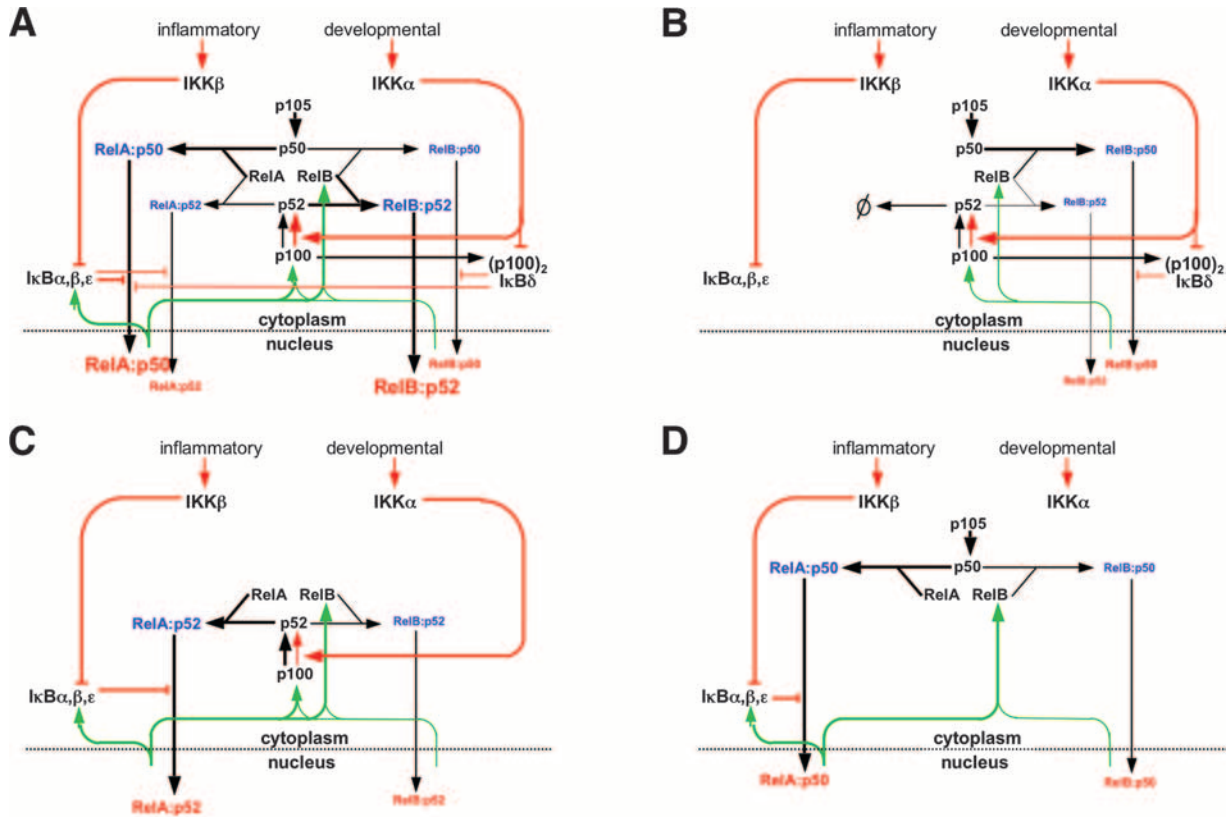 A
inflammatory developmental
IKKβ IKKα
p105
RelA:p50 p50 RelB:p50
RelA RelB
RelA:p52 p52 RelB:p52
p100 (p100)₂
IκBα,β,ε IκBδ
cytoplasm
nucleus
RelA:p50 RelB:p50
RelA:p52 RelB:p52
B
inflammatory developmental
IKKβ IKKα
p105
p50 RelB:p50
RelB
Ø p52 RelB:p52
p100 (p100)₂
IκBα,β,ε IκBδ
cytoplasm
nucleus
RelB:p50
RelB:p52
C
inflammatory developmental
IKKβ IKKα
RelA RelB
RelA:p52 p52 RelB:p52
p100
IκBα,β,ε
cytoplasm
nucleus
RelA:p52 RelB:p52
D
inflammatory developmental
IKKβ IKKα
p105
RelA:p50 p50 RelB:p50
RelA RelB
IκBα,β,ε
cytoplasm
nucleus
RelA:p50 RelB:p50